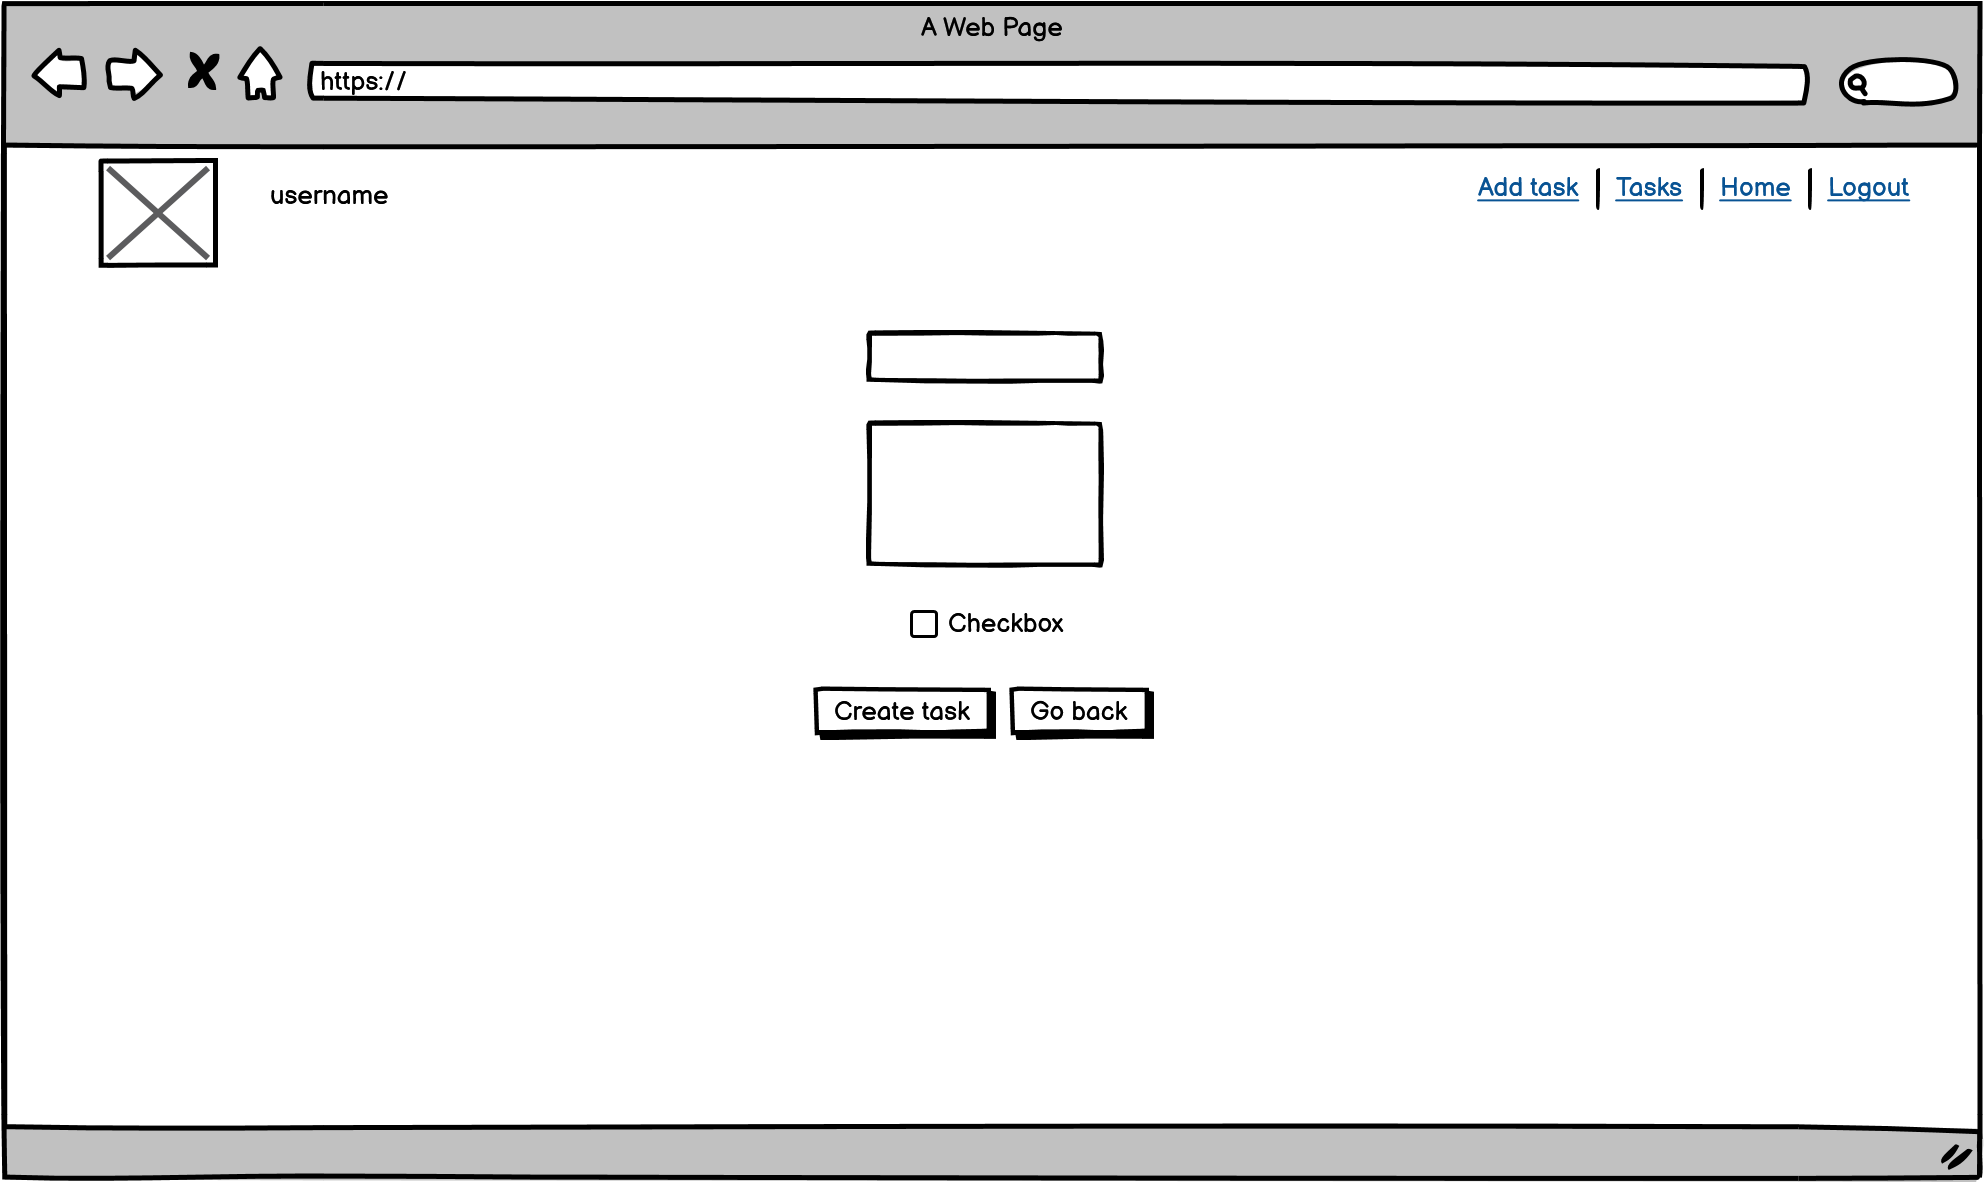 A Web Page
https://
username
Add task Tasks Home Logout
Checkbox
Create task Go back